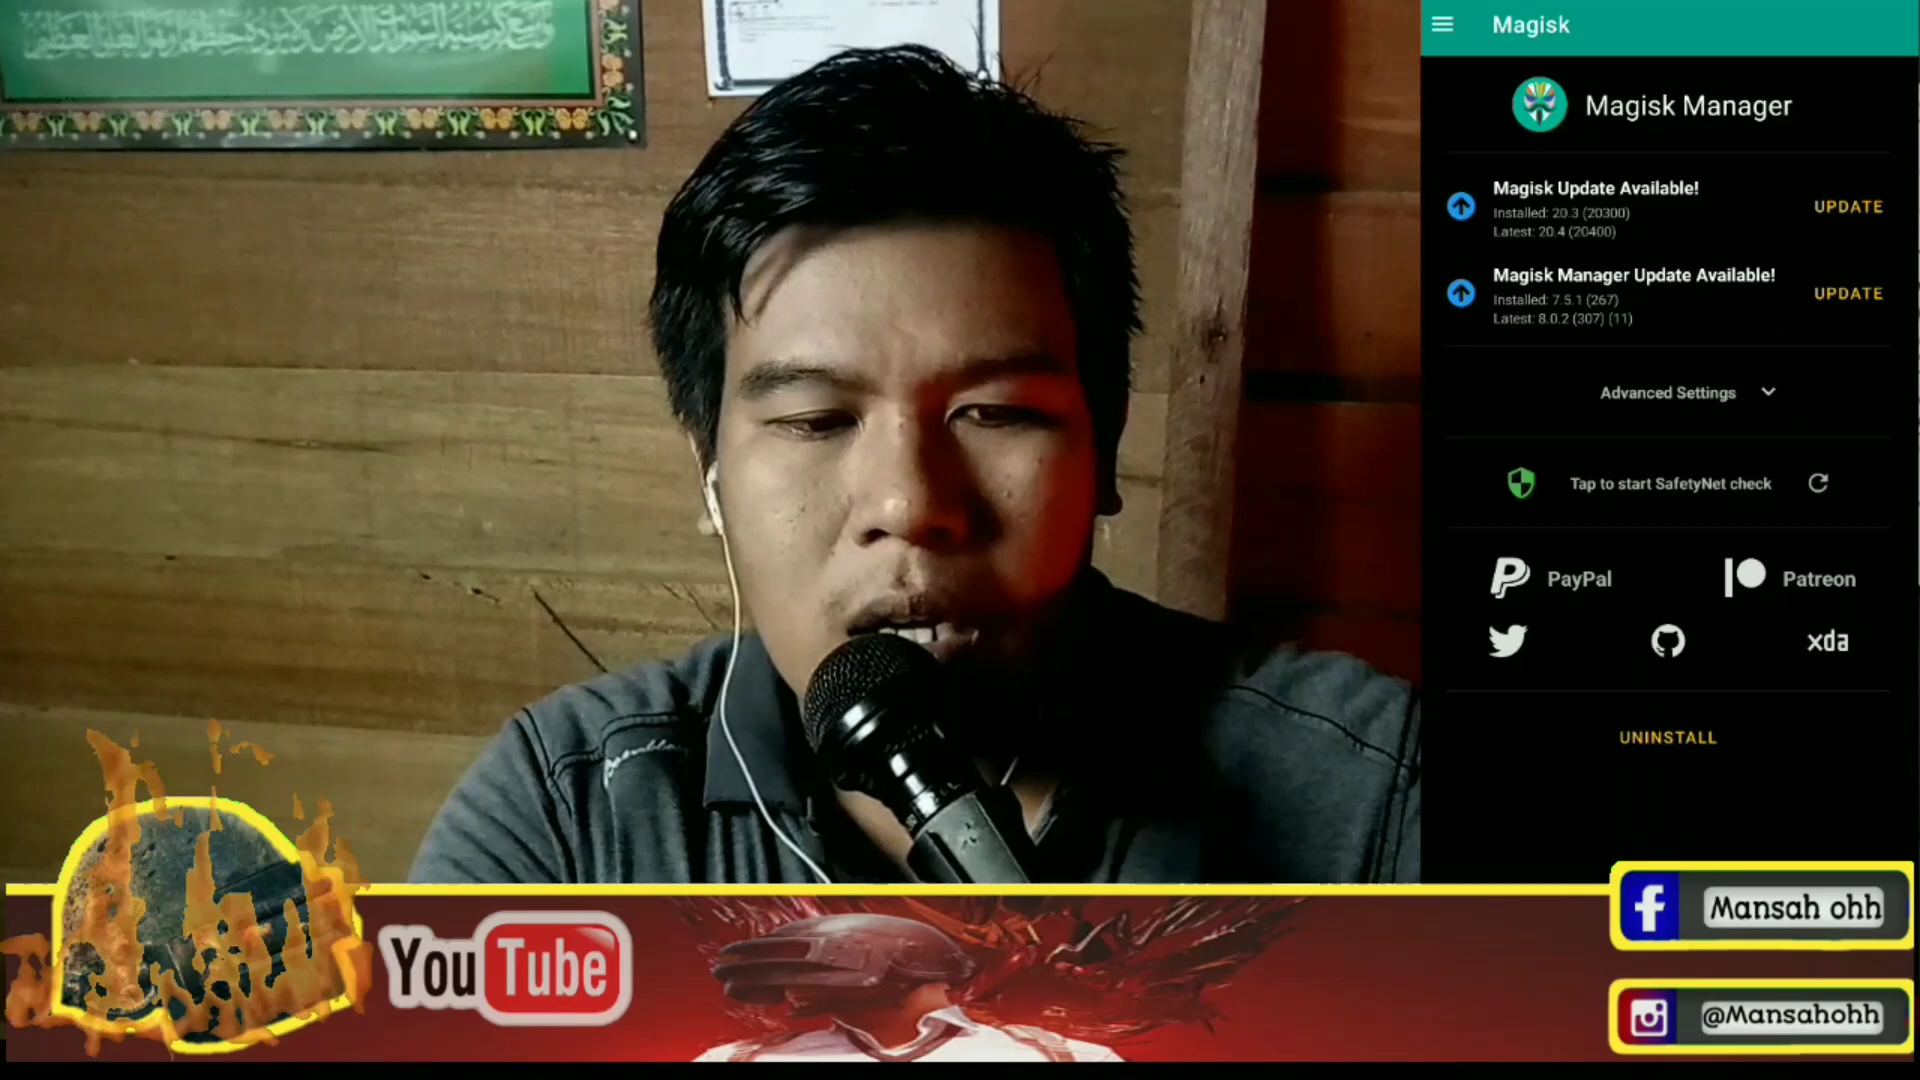 Magisk
Magisk Manager
Magisk Update Available!
Installed: 20.3 (20300)
Latest: 20.4 (20400)
UPDATE
Magisk Manager Update Available!
Installed: 7.5.1 (267)
Latest: 8.0.2 (307) (11)
UPDATE
Advanced Settings
Tap to start SafetyNet check
PayPal
Patreon
xda
UNINSTALL
YouTube
Mansah ohh
@Mansahohh